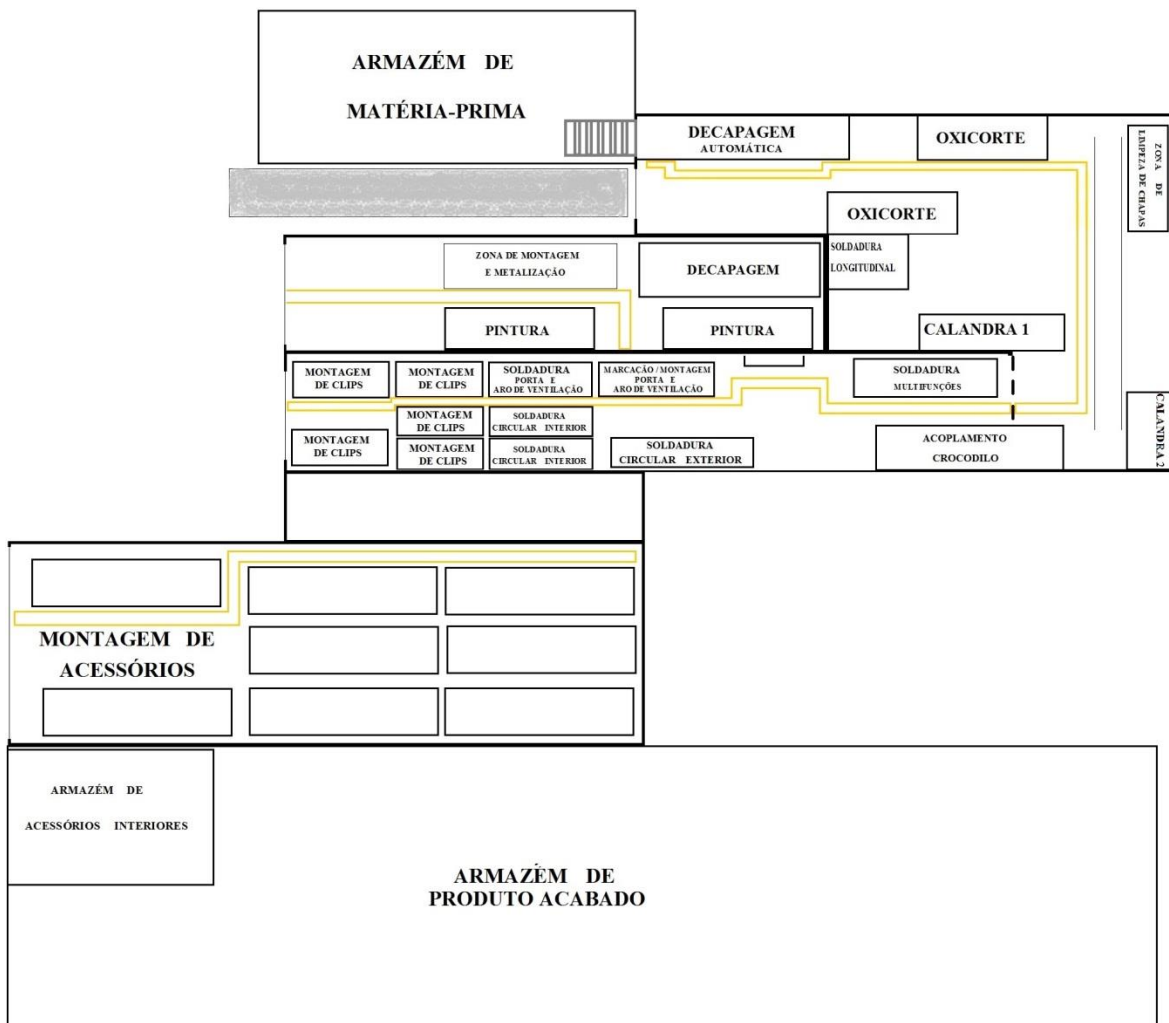 ARMAZÉM DE
MATÉRIA-PRIMA
DECAPAGEM
AUTOMÁTICA
OXICORTE
ZONA DE
LIMPEZA DE CHAPAS
OXICORTE
SOLDADURA
LONGITUDINAL
ZONA DE MONTAGEM
E METALIZAÇÃO
DECAPAGEM
PINTURA
PINTURA
CALANDRA 1
MONTAGEM
DE CLIPS
MONTAGEM
DE CLIPS
SOLDADURA
PORTA E
ARO DE VENTILAÇÃO
MARCAÇÃO / MONTAGEM
PORTA E
ARO DE VENTILAÇÃO
SOLDADURA
MULTIFUNÇÕES
MONTAGEM
DE CLIPS
SOLDADURA
CIRCULAR INTERIOR
MONTAGEM
DE CLIPS
MONTAGEM
DE CLIPS
SOLDADURA
CIRCULAR INTERIOR
SOLDADURA
CIRCULAR EXTERIOR
ACOPLAMENTO
CROCODILO
CALANDRA 2
MONTAGEM DE
ACESSÓRIOS
ARMAZÉM DE
ACESSÓRIOS INTERIORES
ARMAZÉM DE
PRODUTO ACABADO